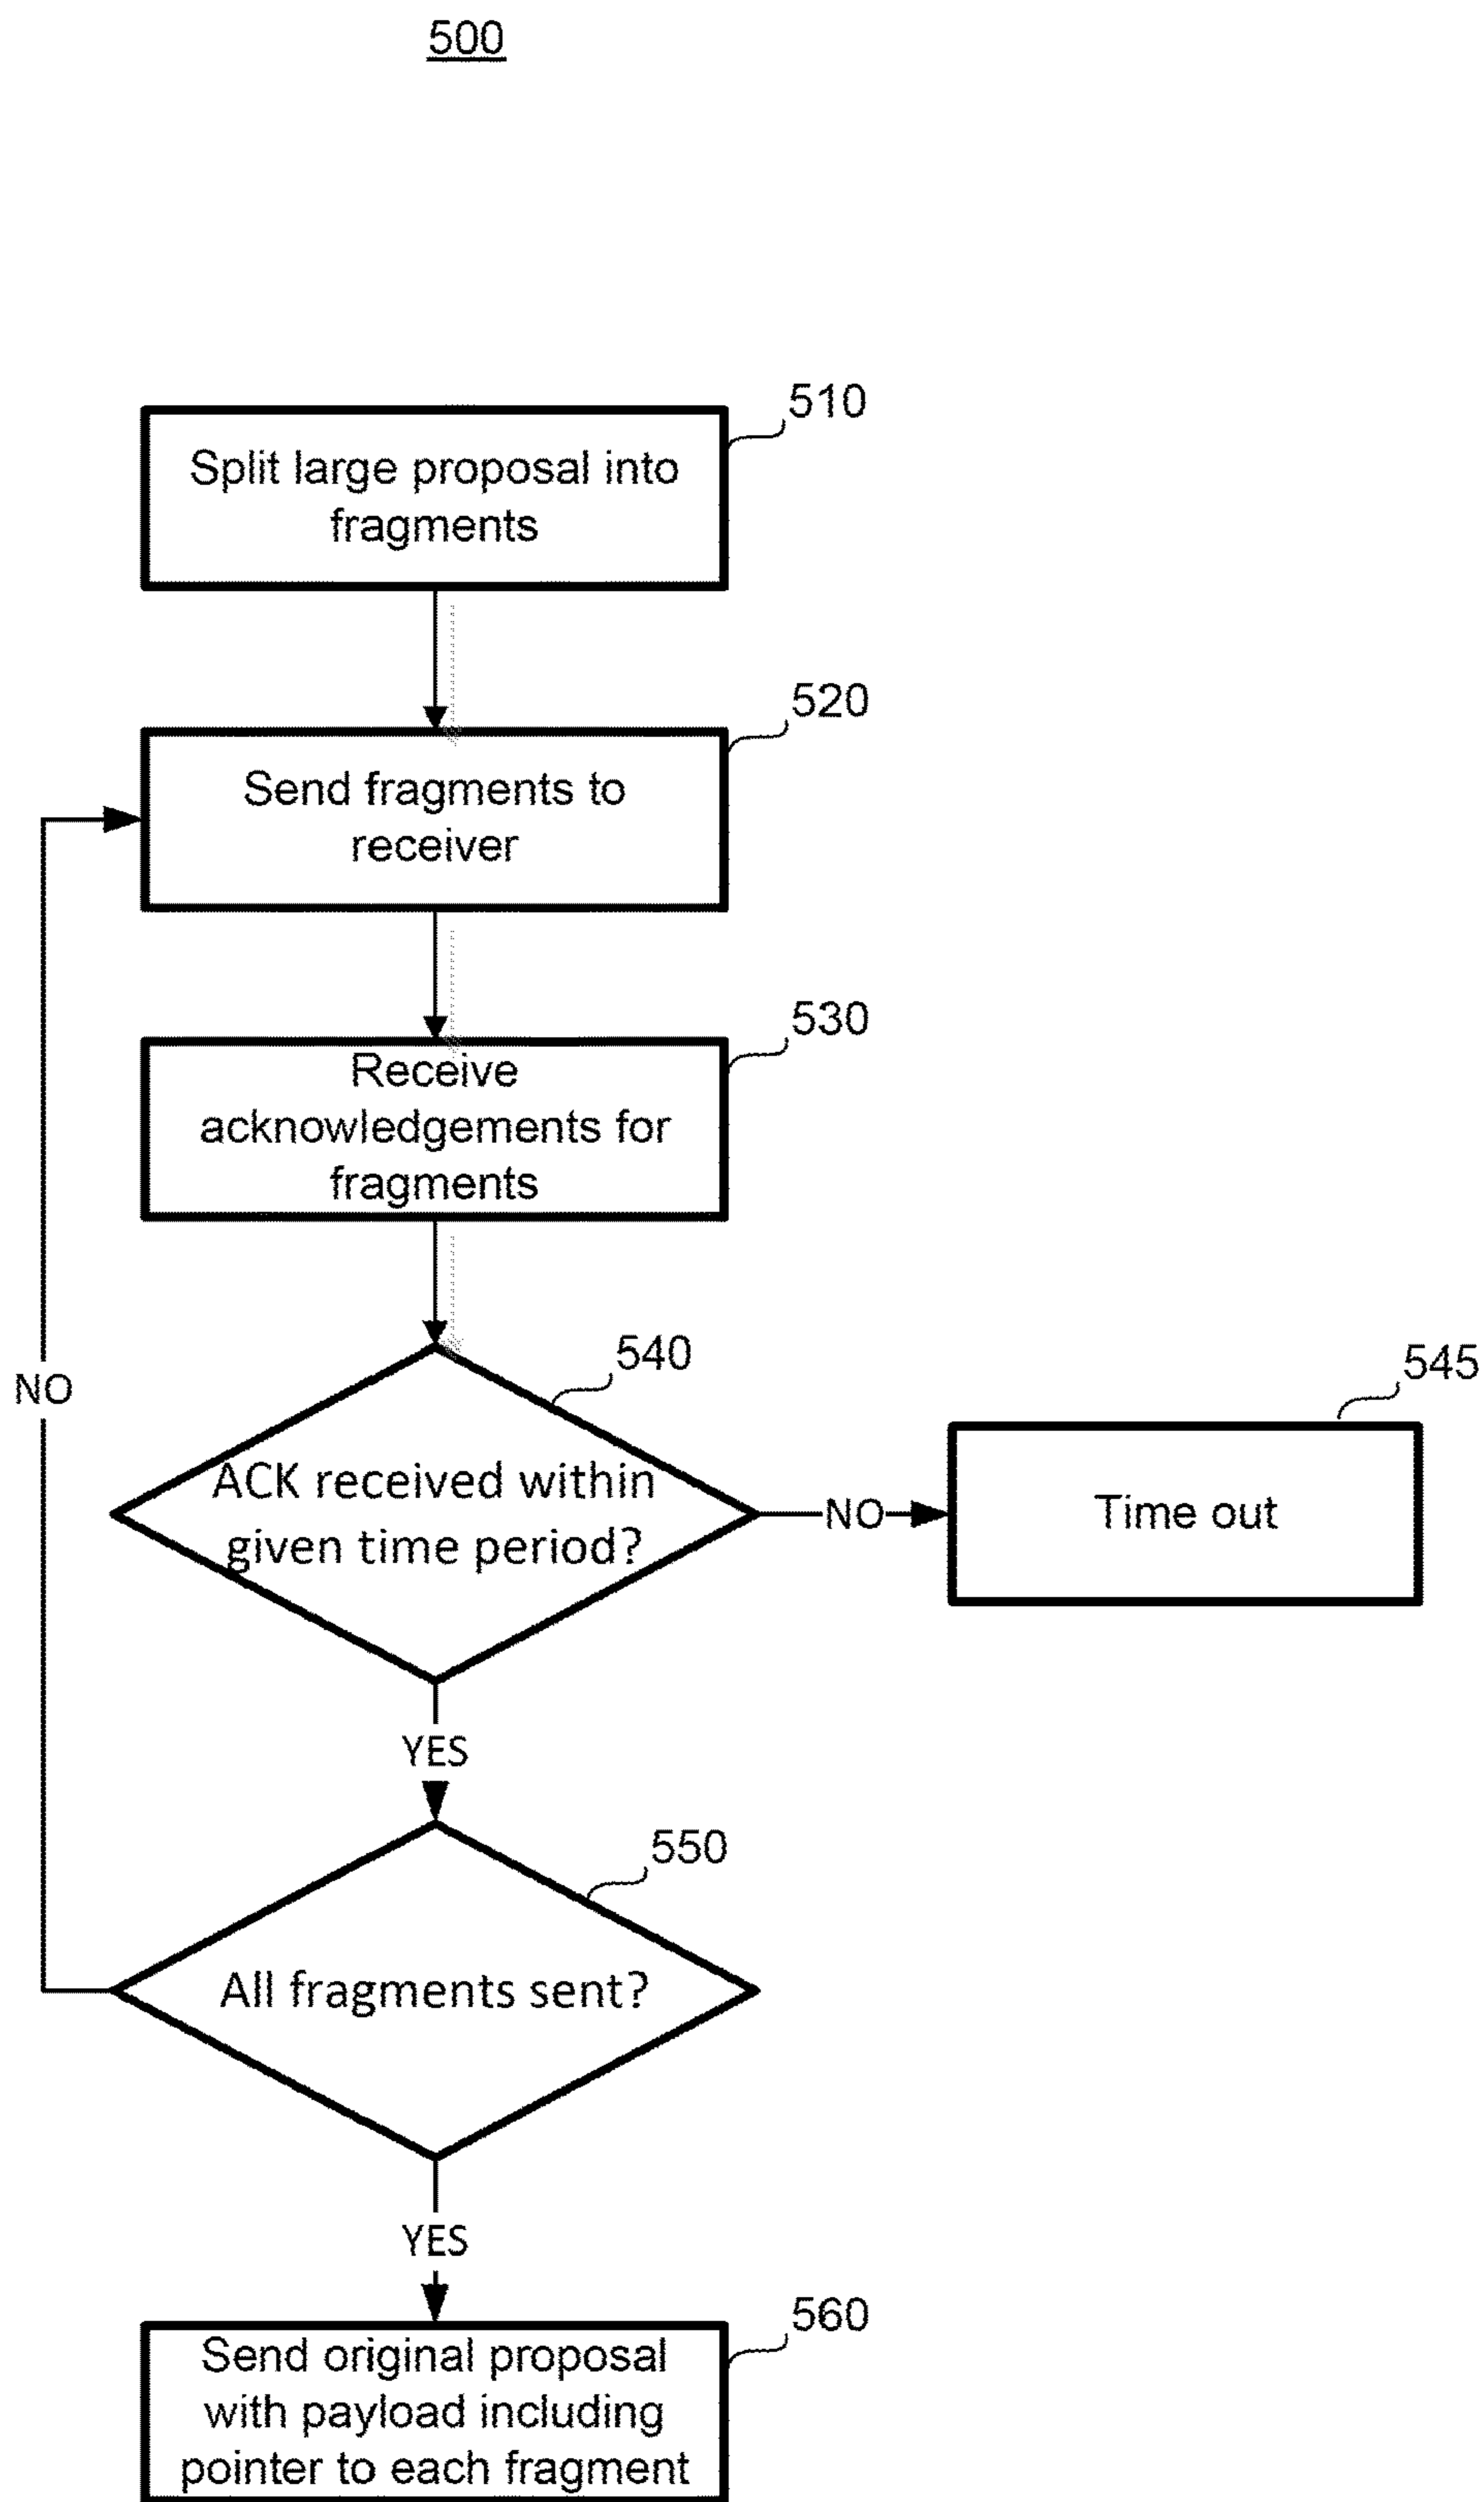 500
510
Split large proposal into
fragments
520
Send fragments to
receiver
530
Receive
acknowledgements for
fragments
540
545
NO
ACK received within
given time period?
NO
Time out
YES
550
All fragments sent?
YES
560
Send original proposal
with payload including
pointer to each fragment